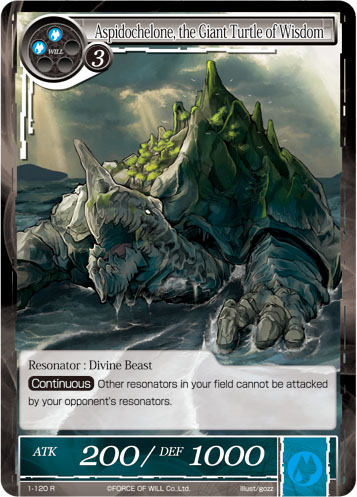 Aspidochelone, the Giant Turtle of Wisdom
WILL
3
Resonator : Divine Beast
Continuous Other resonators in your field cannot be attacked
by your opponent's resonators.
ATK 200 / DEF 1000
1-120 R ©FORCE OF WILL Co.,Ltd. illust/gozz